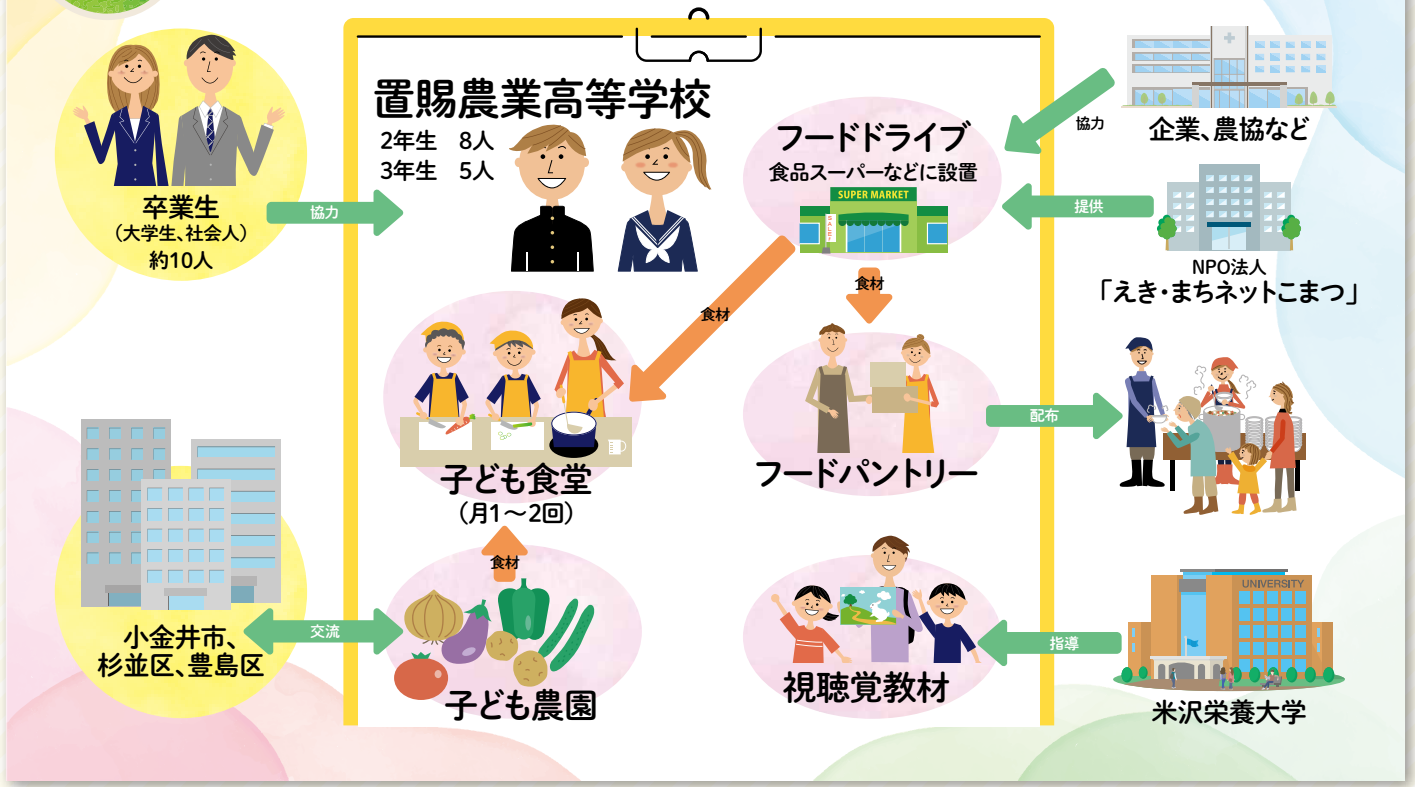 置賜農業高等学校
2年生 8人
3年生 5人
卒業生
（大学生、社会人）
約10人
協力
フードドライブ
食品スーパーなどに設置
SUPER MARKET
SALE!
協力
企業、農協など
提供
NPO法人
「えき・まちネットこまつ」
食材
食材
子ども食堂
（月1～2回）
フードパントリー
配布
食材
子ども農園
交流
小金井市、
杉並区、豊島区
視聴覚教材
指導
UNIVERSITY
米沢栄養大学